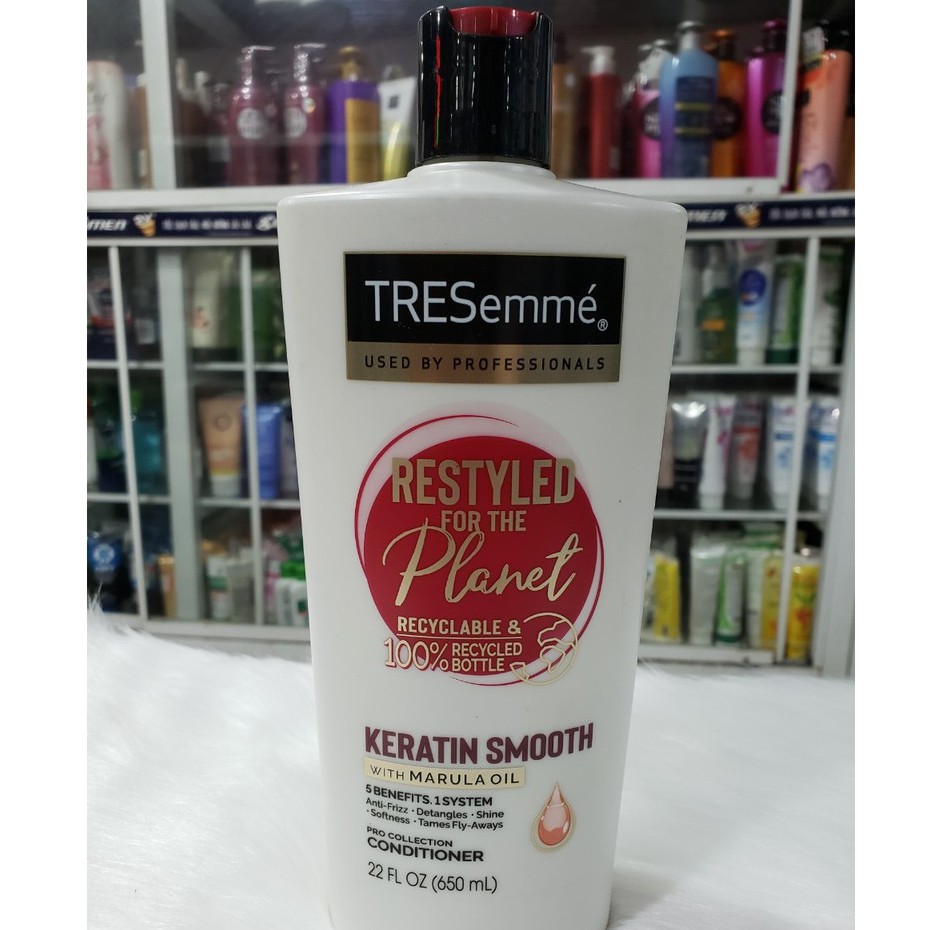 TRESemmé®
USED BY PROFESSIONALS
RESTYLED
FOR THE
Planet
RECYCLABLE &
100% RECYCLED
BOTTLE
KERATIN SMOOTH
WITH MARULA OIL
5 BENEFITS. 1 SYSTEM
Anti-Frizz · Detangles · Shine
· Softness · Tames Fly-Aways
PRO COLLECTION
CONDITIONER
22 FL OZ (650 mL)